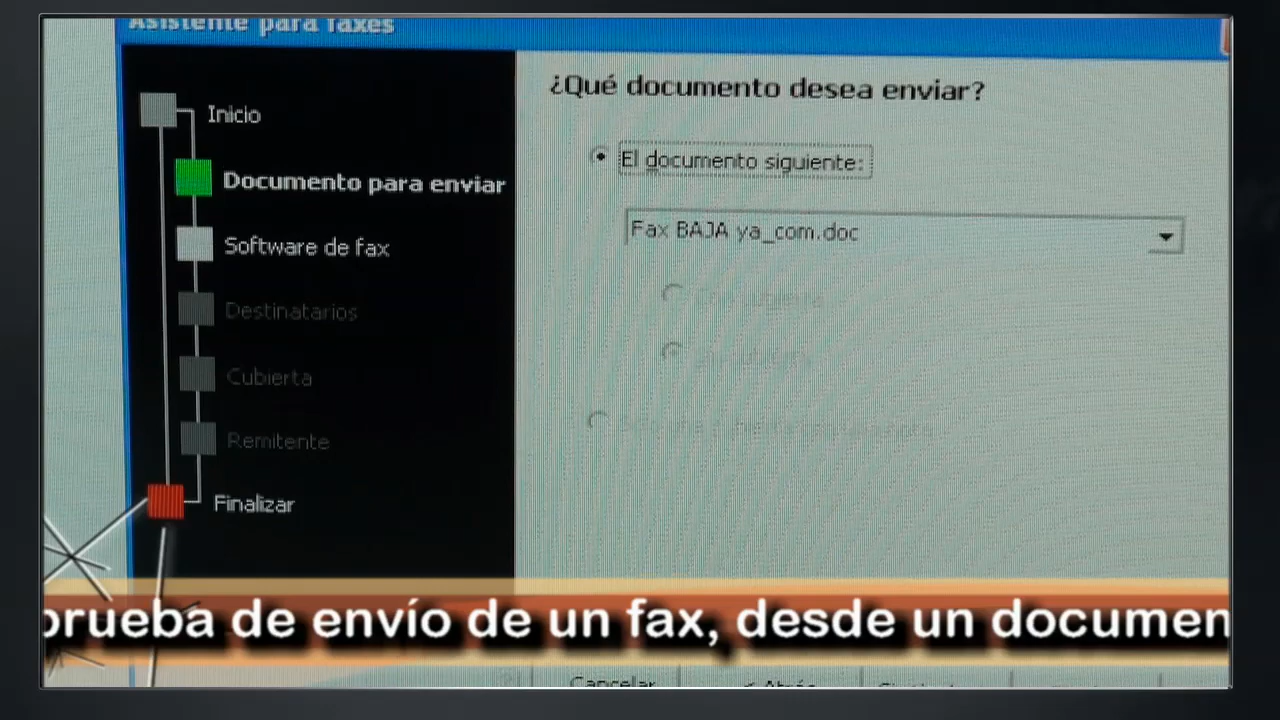 Asistente para faxes
Inicio
Documento para enviar
Software de fax
Destinatarios
Cubierta
Remitente
Finalizar
¿Qué documento desea enviar?
El documento siguiente:
Fax BAJA ya_com.doc
prueba de envío de un fax, desde un documen
Cancelar
< Atrás